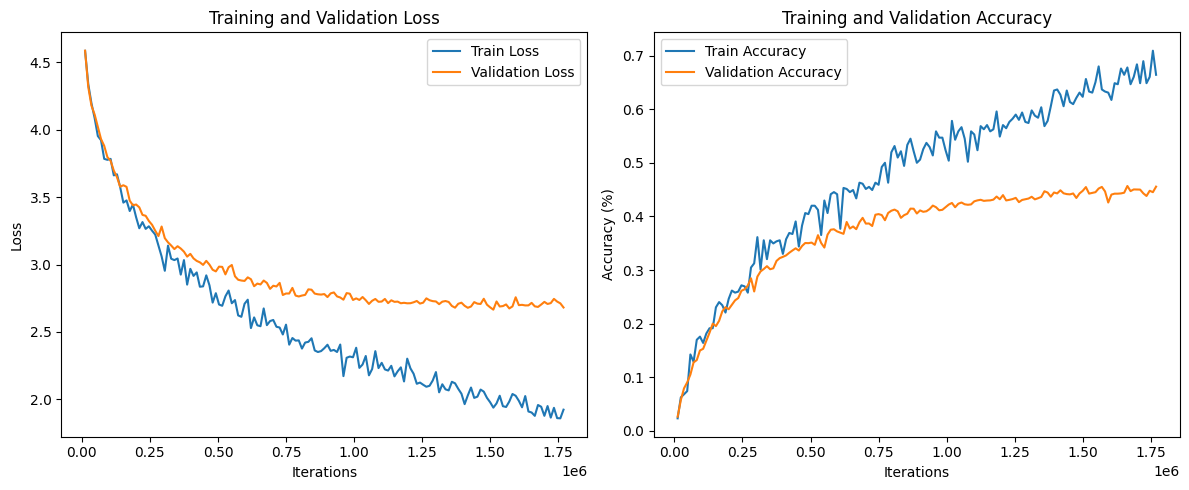 Training and Validation Loss
Train Loss
Validation Loss
Loss
4.5
4.0
3.5
3.0
2.5
2.0
0.00 0.25 0.50 0.75 1.00 1.25 1.50 1.75
1e6
Iterations
Training and Validation Accuracy
Train Accuracy
Validation Accuracy
Accuracy (%)
0.7
0.6
0.5
0.4
0.3
0.2
0.1
0.0
0.00 0.25 0.50 0.75 1.00 1.25 1.50 1.75
1e6
Iterations